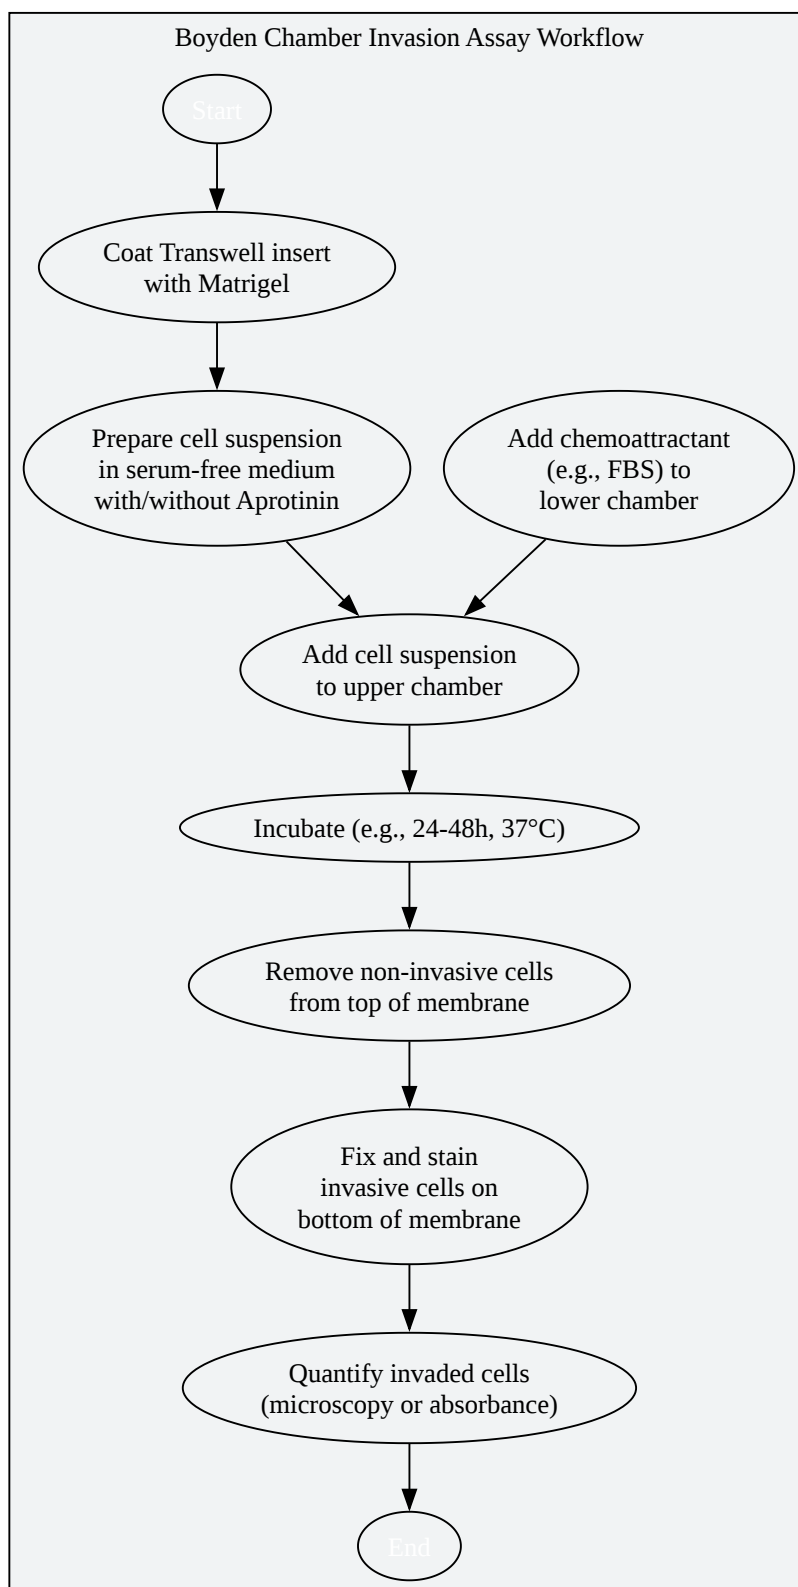 Boyden Chamber Invasion Assay Workflow
Start
Coat Transwell insert
with Matrigel
Prepare cell suspension
in serum-free medium
with/without Aprotinin
Add chemoattractant
(e.g., FBS) to
lower chamber
Add cell suspension
to upper chamber
Incubate (e.g., 24-48h, 37°C)
Remove non-invasive cells
from top of membrane
Fix and stain
invasive cells on
bottom of membrane
Quantify invaded cells
(microscopy or absorbance)
End